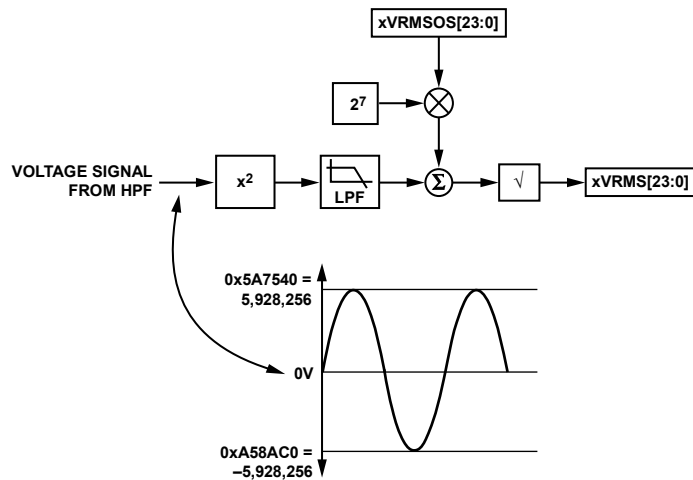 xVRMSOS[23:0]
2⁷
VOLTAGE SIGNAL
FROM HPF
x²
LPF
Σ
√
xVRMS[23:0]
0x5A7540 =
5,928,256
0V
0xA58AC0 =
–5,928,256